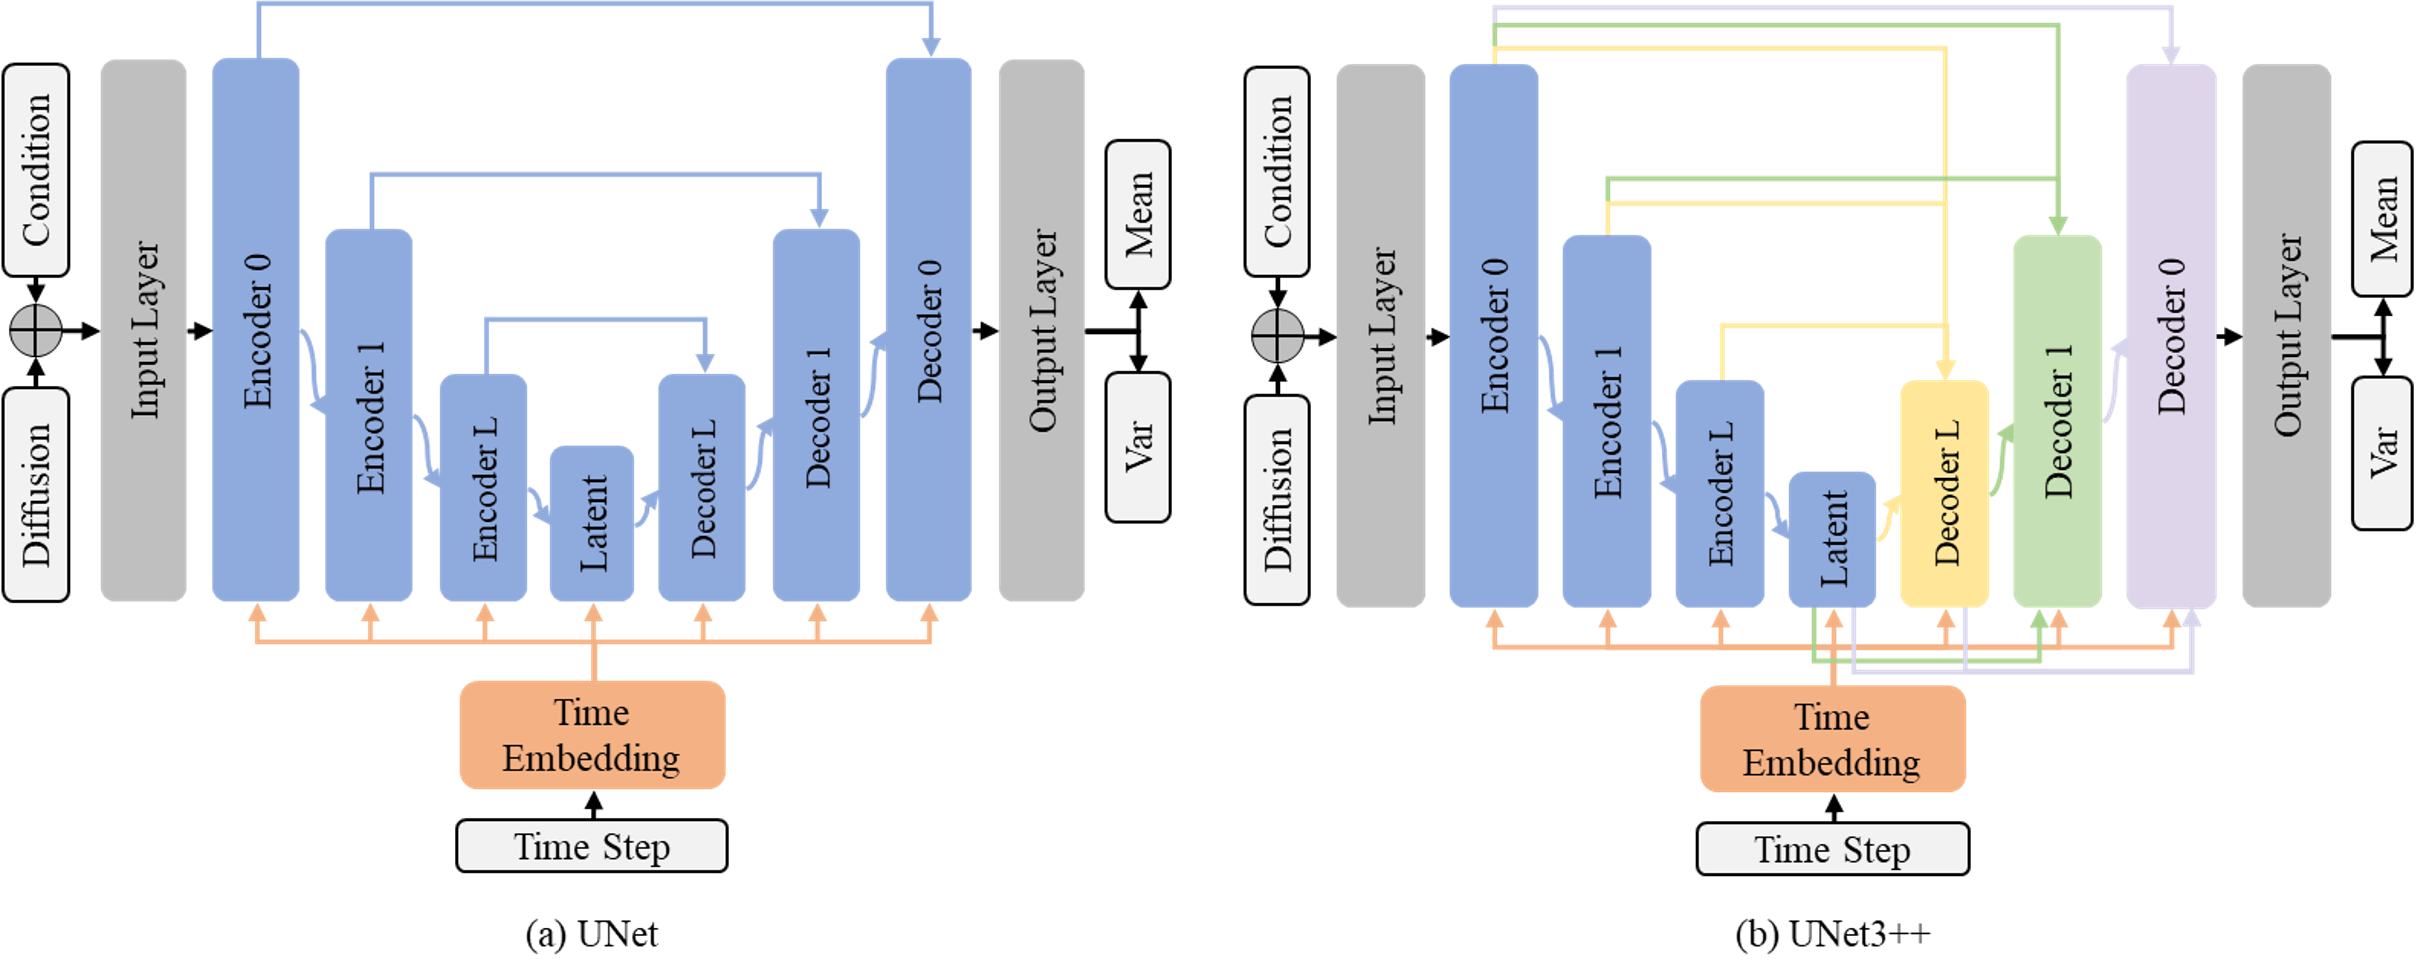 Condition
Diffusion
Input Layer
Encoder 0
Encoder 1
Encoder L
Latent
Decoder L
Decoder 1
Decoder 0
Output Layer
Mean
Var
Time
Embedding
Time Step
(a) UNet
Condition
Diffusion
Input Layer
Encoder 0
Encoder 1
Encoder L
Latent
Decoder L
Decoder 1
Decoder 0
Output Layer
Mean
Var
Time
Embedding
Time Step
(b) UNet3++